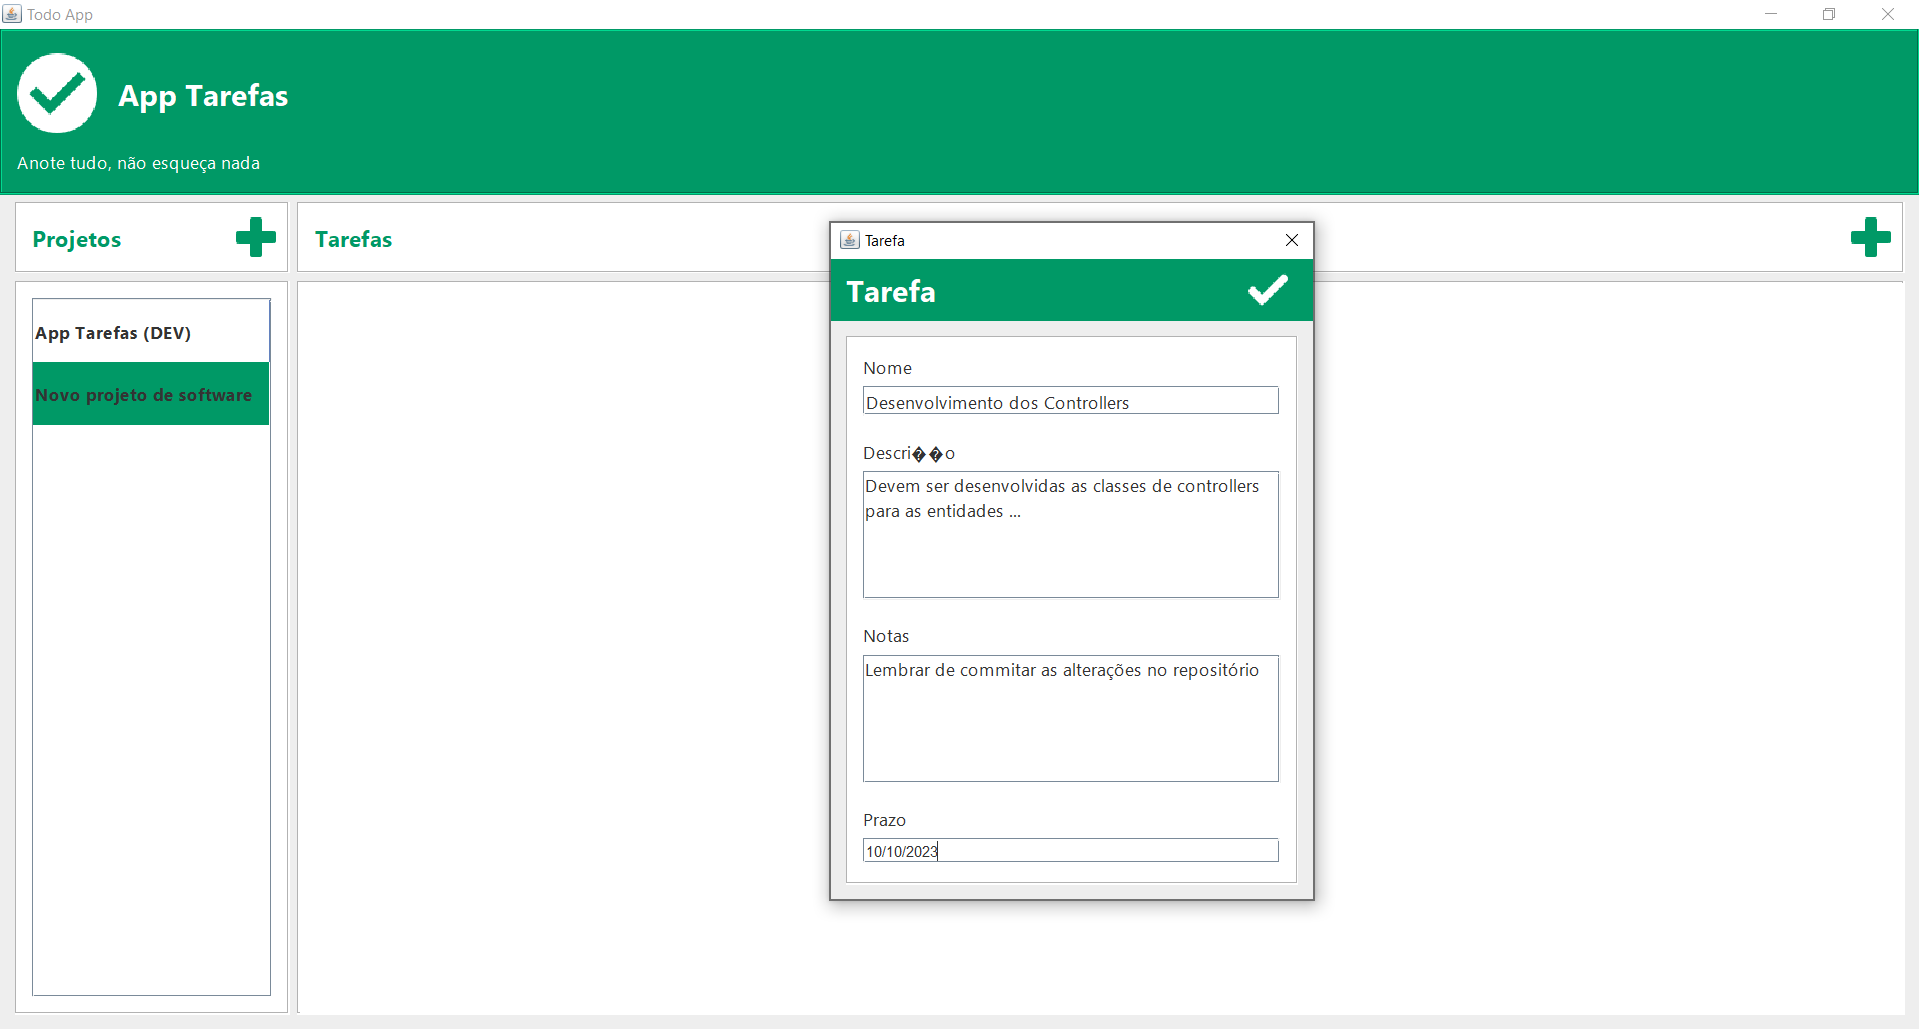 Todo App
App Tarefas
Anote tudo, não esqueça nada
Projetos
Tarefas
App Tarefas (DEV)
Novo projeto de software
Tarefa
Tarefa
Nome
Desenvolvimento dos Controllers
Descri��o
Devem ser desenvolvidas as classes de controllers
para as entidades ...
Notas
Lembrar de commitar as alterações no repositório
Prazo
10/10/2023